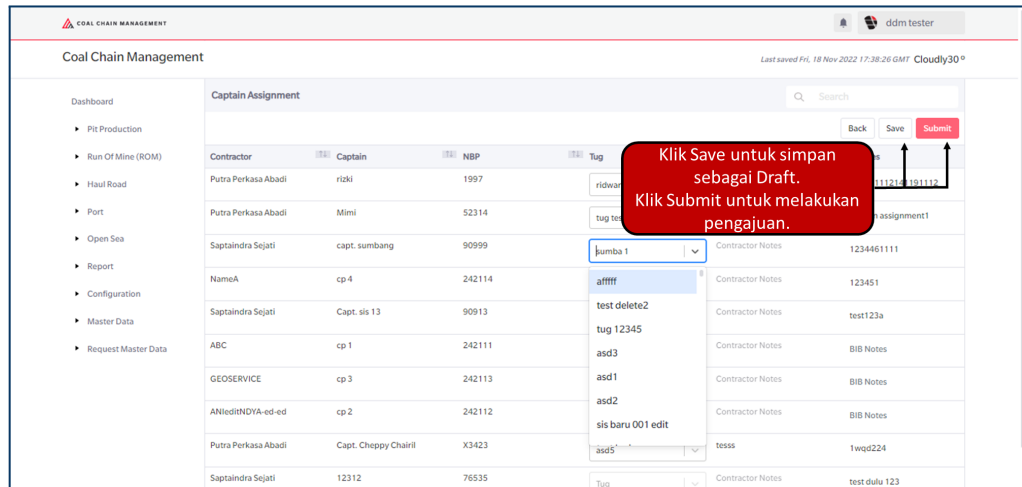 COAL CHAIN MANAGEMENT
ddm tester
Coal Chain Management
Last saved Fri, 18 Nov 2022 17:38:26 GMT Cloudly30 º
Dashboard
Pit Production
Run Of Mine (ROM)
Haul Road
Port
Open Sea
Report
Configuration
Master Data
Request Master Data
Captain Assignment
Search
Back Save Submit
Klik Save untuk simpan
sebagai Draft.
Klik Submit untuk melakukan
pengajuan.
Contractor Captain NBP Tug
Putra Perkasa Abadi rizki 1997
Putra Perkasa Abadi Mimi 52314 assignment1
Saptaindra Sejati capt. sumbang 90999 sumba 1 Contractor Notes 1234461111
NameA cp 4 242114 Contractor Notes 123451
Saptaindra Sejati Capt. sis 13 90913 Contractor Notes test123a
ABC cp 1 242111 Contractor Notes BIB Notes
GEOSERVICE cp 3 242113 Contractor Notes BIB Notes
ANIeditNDYA-ed-ed cp 2 242112 Contractor Notes BIB Notes
Putra Perkasa Abadi Capt. Cheppy Chairil X3423 asd5 tesss 1wqd224
Saptaindra Sejati 12312 76535 Tug Contractor Notes test dulu 123
afffff
test delete2
tug 12345
asd3
asd1
asd2
sis baru 001 edit